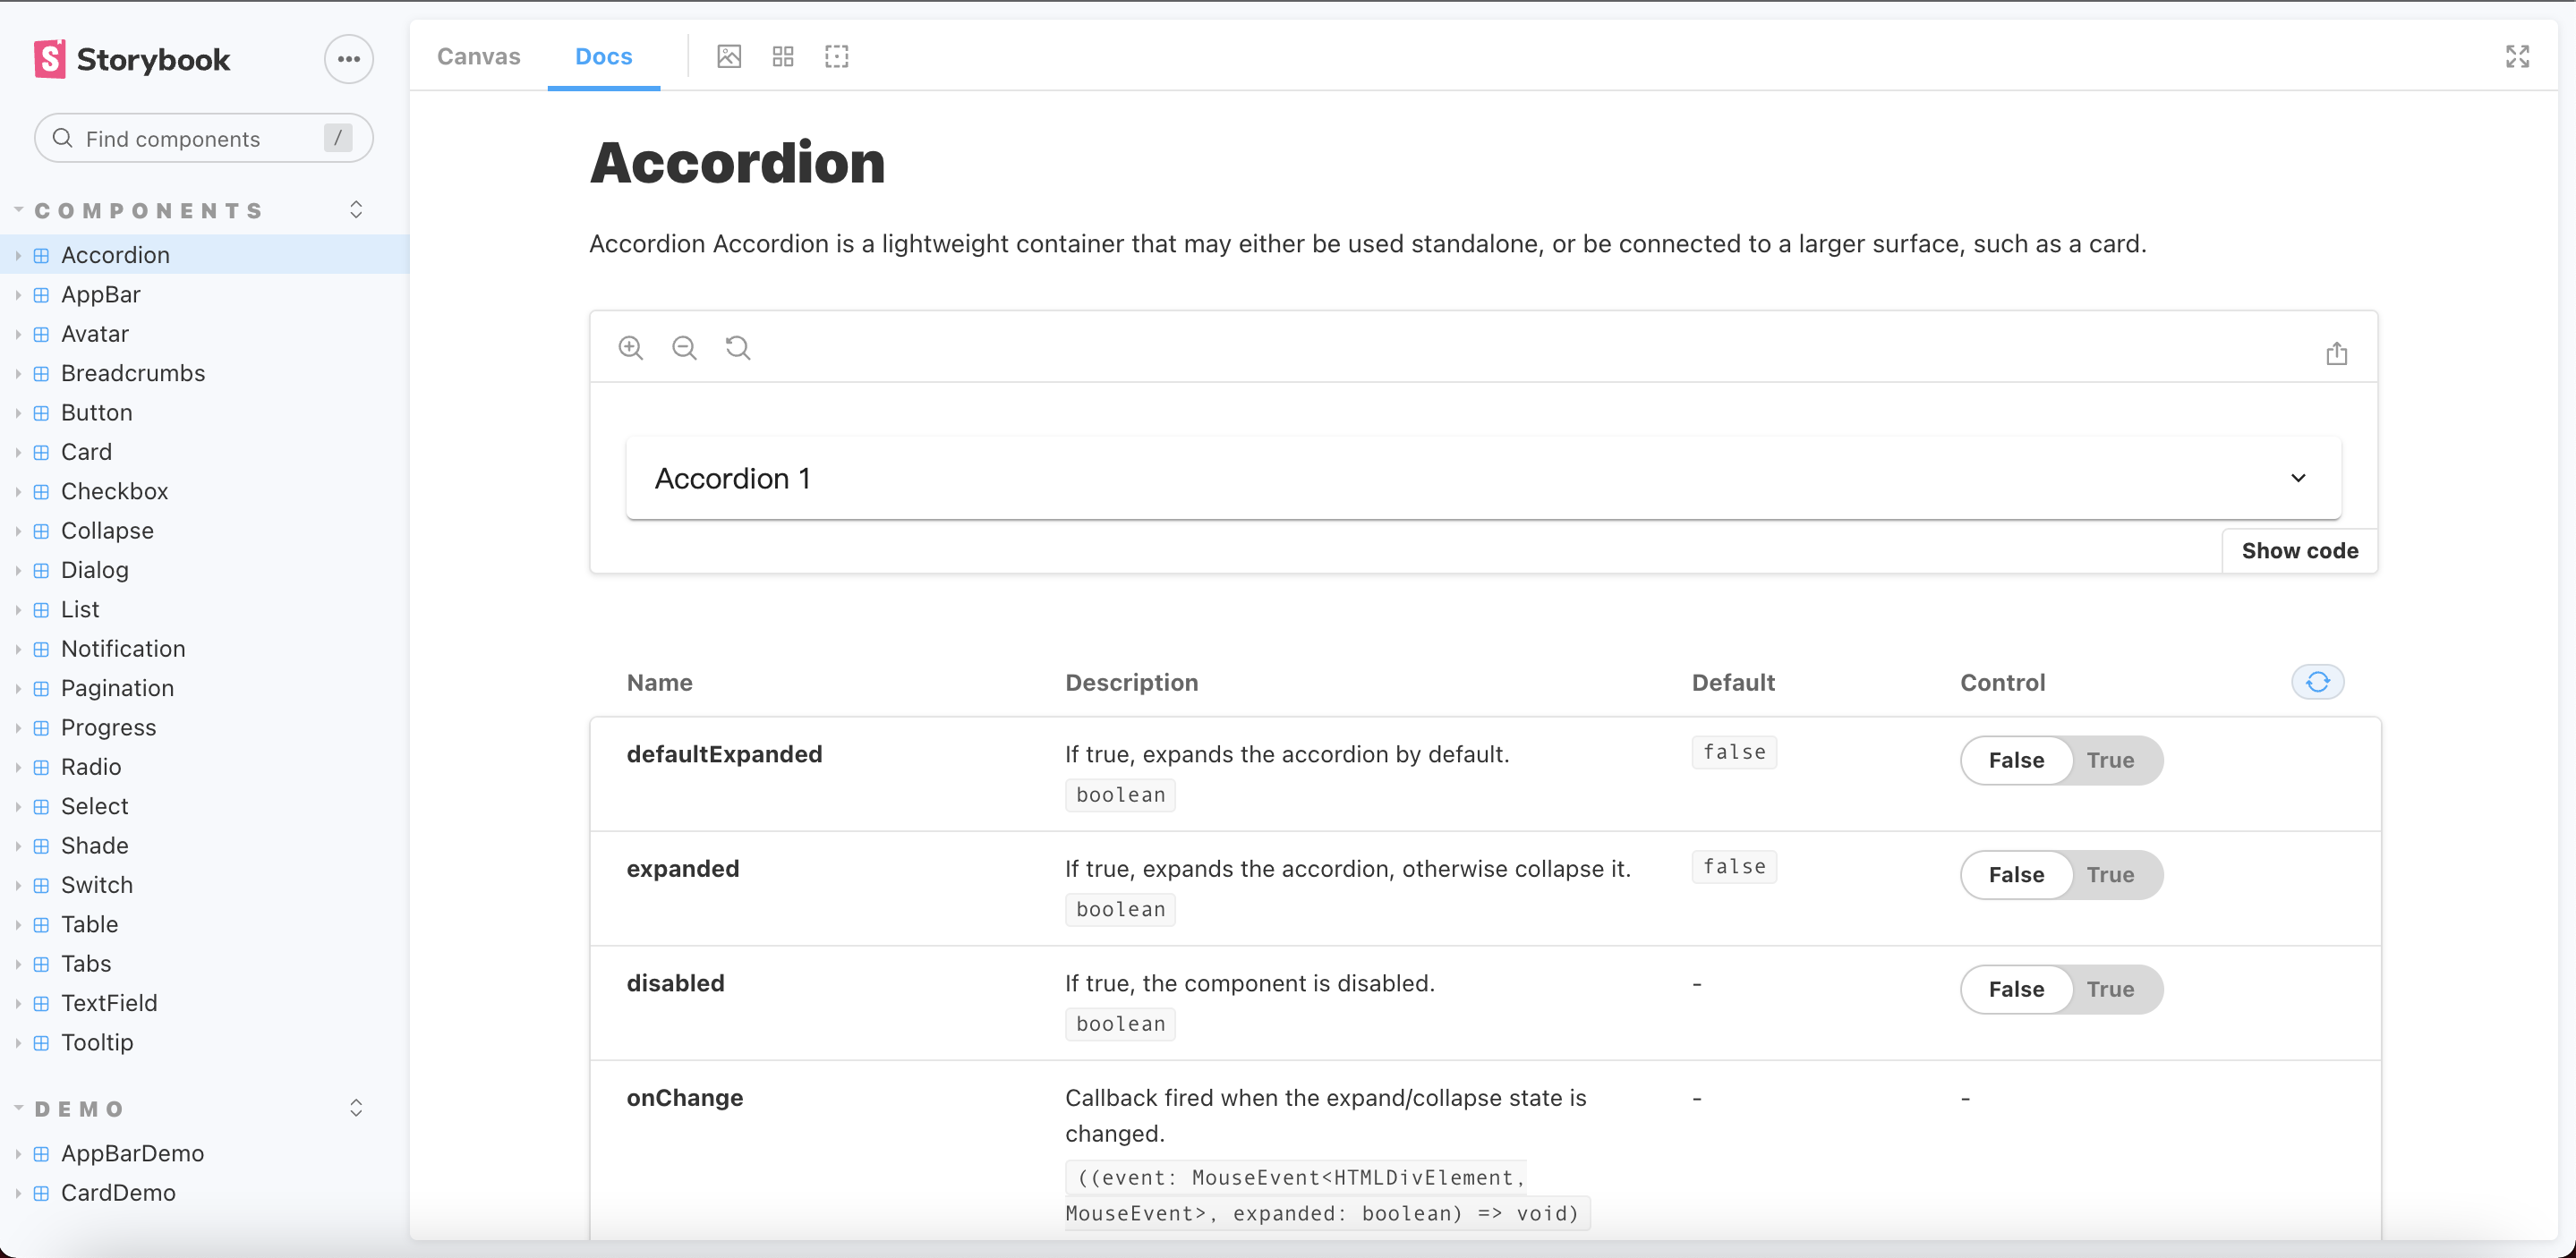 Storybook
Find components /
COMPONENTS
Accordion
AppBar
Avatar
Breadcrumbs
Button
Card
Checkbox
Collapse
Dialog
List
Notification
Pagination
Progress
Radio
Select
Shade
Switch
Table
Tabs
TextField
Tooltip
DEMO
AppBarDemo
CardDemo
Canvas Docs
Accordion
Accordion Accordion is a lightweight container that may either be used standalone, or be connected to a larger surface, such as a card.
Accordion 1
Show code
Name Description Default Control
defaultExpanded If true, expands the accordion by default. false False True
boolean
expanded If true, expands the accordion, otherwise collapse it. false False True
boolean
disabled If true, the component is disabled. - False True
boolean
onChange Callback fired when the expand/collapse state is - -
changed.
((event: MouseEvent<HTMLDivElement,
MouseEvent>, expanded: boolean) => void)